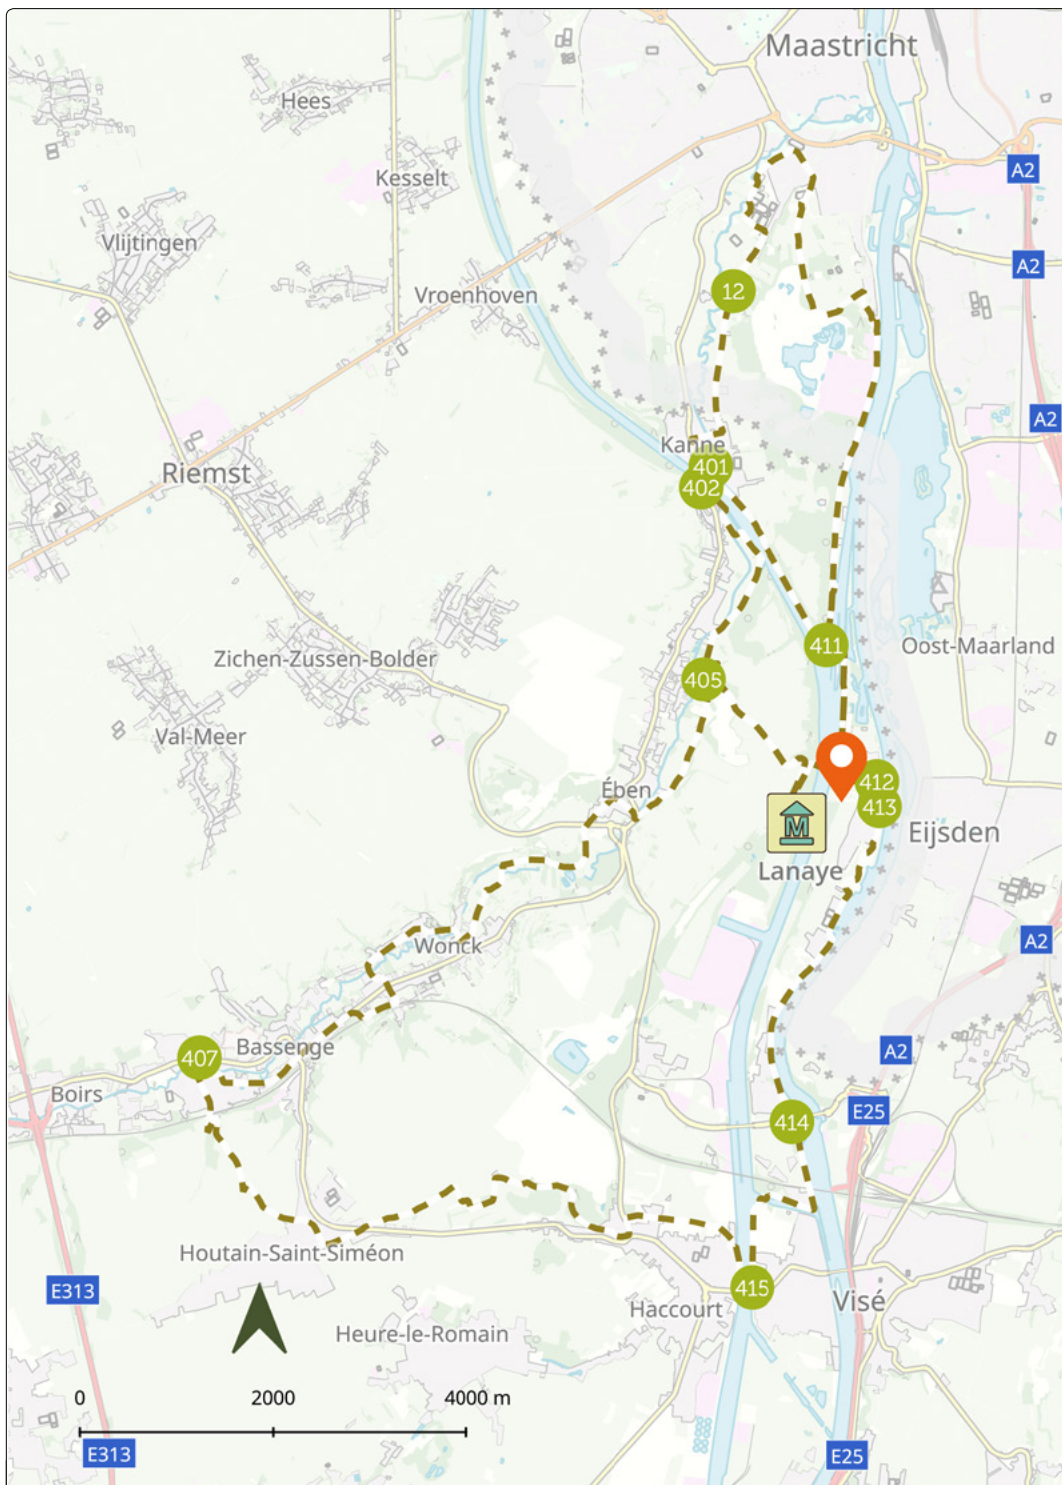 Maastricht
Hees
A2
Kesselt
Vlijtingen
A2
12
Vroenhoven
A2
Kanne
401
Riemst
402
411
Oost-Maarland
Zichen-Zussen-Bolder
405
Val-Meer
412
Ében
413
M
Eijsden
Lanaye
A2
Wonck
Bassenge
407
A2
Boirs
E25
414
Houtain-Saint-Siméon
E313
415
Visé
Haccourt
Heure-le-Romain
0 2000 4000 m
E313
E25